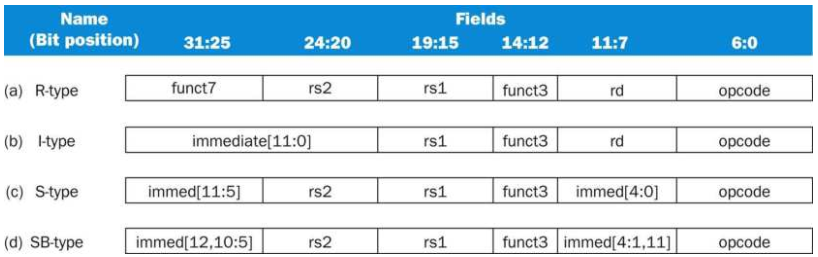 Name Fields
(Bit position) 31:25 24:20 19:15 14:12 11:7 6:0
(a) R-type funct7 rs2 rs1 funct3 rd opcode
(b) I-type immediate[11:0] rs1 funct3 rd opcode
(c) S-type immed[11:5] rs2 rs1 funct3 immed[4:0] opcode
(d) SB-type immed[12,10:5] rs2 rs1 funct3 immed[4:1,11] opcode